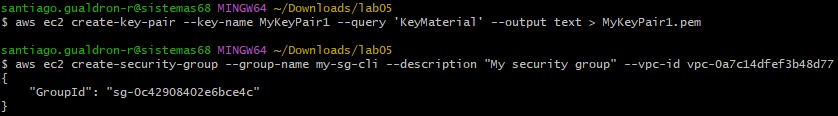 santiago.gualdron-r@sistemas68 MINGW64 ~/Downloads/lab05
$ aws ec2 create-key-pair --key-name MyKeyPair1 --query 'KeyMaterial' --output text > MyKeyPair1.pem
santiago.gualdron-r@sistemas68 MINGW64 ~/Downloads/lab05
$ aws ec2 create-security-group --group-name my-sg-cli --description "My security group" --vpc-id vpc-0a7c14dfef3b48d77
{
    "GroupId": "sg-0c42908402e6bce4c"
}